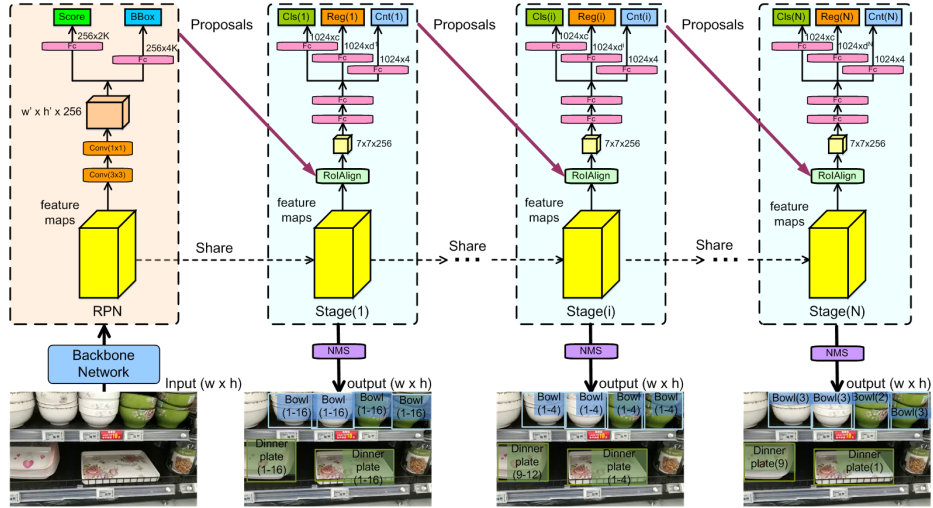 Score
BBox
256x2K
256x4K
Fc
Fc
w' x h' x 256
Conv(1x1)
Conv(3x3)
feature
maps
RPN
Backbone
Network
Input (w x h)
Proposals
Share
Cls(1)
Reg(1)
Cnt(1)
1024xc
1024xd¹
1024x4
Fc
Fc
Fc
Fc
Fc
7x7x256
RoIAlign
feature
maps
Stage(1)
NMS
output (w x h)
Bowl
(1-16)
Bowl
(1-16)
Bowl
(1-16)
Bowl
(1-16)
Dinner
plate
(1-16)
Dinner
plate
(1-16)
Proposals
Share
Cls(i)
Reg(i)
Cnt(i)
1024xc
1024xdⁱ
1024x4
Fc
Fc
Fc
Fc
Fc
7x7x256
RoIAlign
feature
maps
Stage(i)
NMS
output (w x h)
Bowl
(1-4)
Bowl
(1-4)
Bowl
(1-4)
Bowl
(1-4)
Dinner
plate
(9-12)
Dinner
plate
(1-4)
Proposals
Share
Cls(N)
Reg(N)
Cnt(N)
1024xc
1024xdᴺ
1024x4
Fc
Fc
Fc
Fc
Fc
7x7x256
RoIAlign
feature
maps
Stage(N)
NMS
output (w x h)
Bowl(3)
Bowl(3)
Bowl(2)
Bowl(3)
Dinner
plate(9)
Dinner
plate(1)